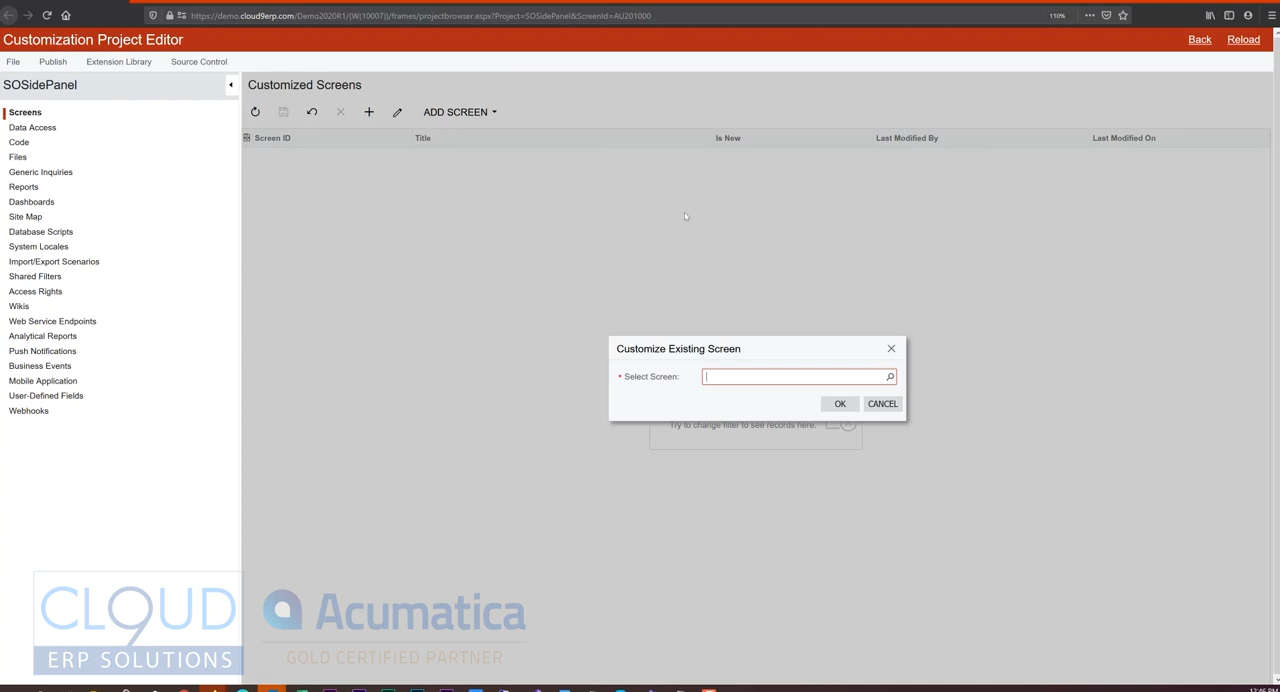 https://demo.cloud9erp.com/Demo2020R1/(W(10007))/frames/projectbrowser.aspx?Project=SOSidePanel&ScreenId=AU201000
110%
Customization Project Editor
Back
Reload
File
Publish
Extension Library
Source Control
SOSidePanel
Customized Screens
ADD SCREEN
Screen ID
Title
Is New
Last Modified By
Last Modified On
Screens
Data Access
Code
Files
Generic Inquiries
Reports
Dashboards
Site Map
Database Scripts
System Locales
Import/Export Scenarios
Shared Filters
Access Rights
Wikis
Web Service Endpoints
Analytical Reports
Push Notifications
Business Events
Mobile Application
User-Defined Fields
Webhooks
Customize Existing Screen
* Select Screen:
OK
CANCEL
Try to change filter to see records here.
CLOUD9
ERP SOLUTIONS
Acumatica
GOLD CERTIFIED PARTNER
12:46 PM